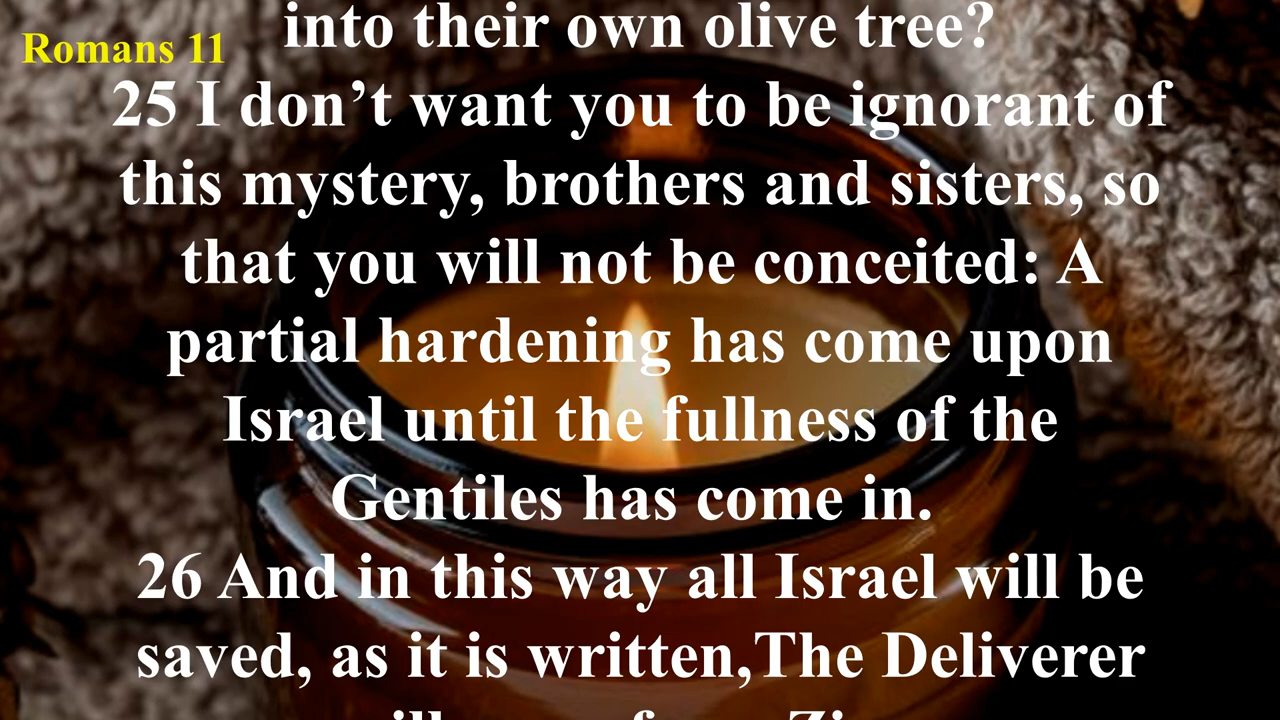 into their own olive tree?
Romans 11
25 I don’t want you to be ignorant of
this mystery, brothers and sisters, so
that you will not be conceited: A
partial hardening has come upon
Israel until the fullness of the
Gentiles has come in.
26 And in this way all Israel will be
saved, as it is written,The Deliverer